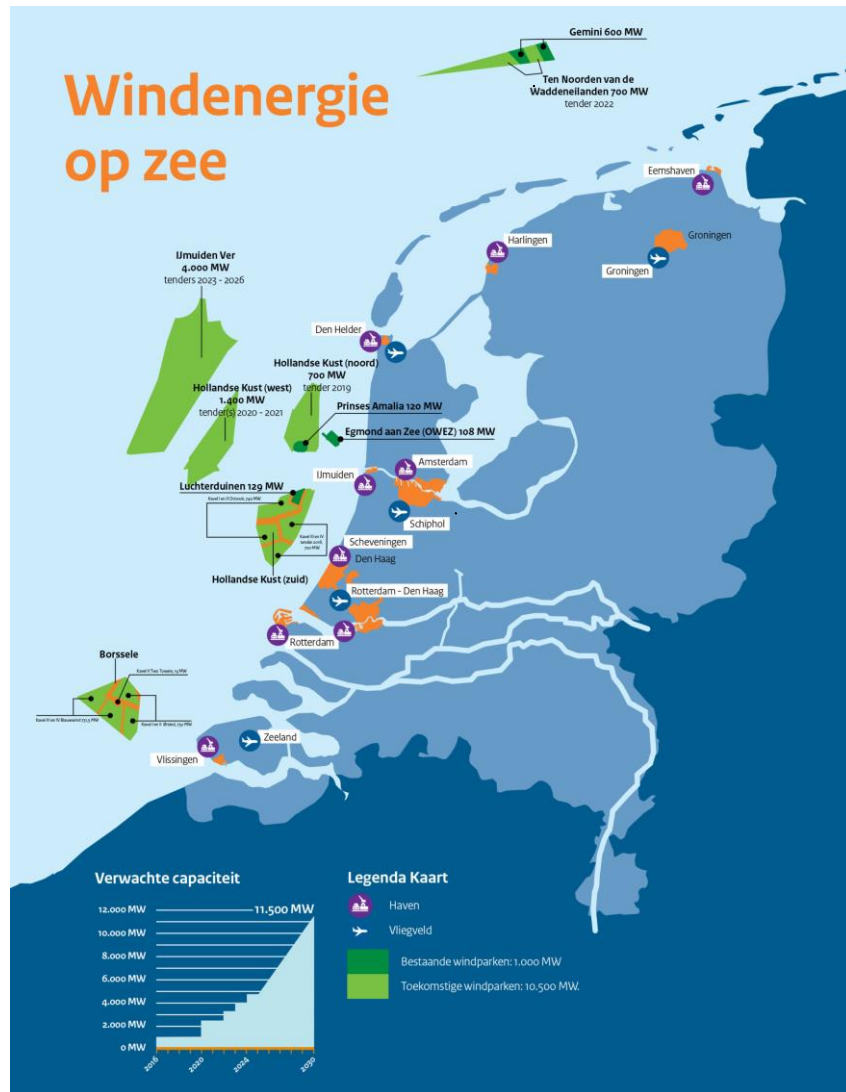 Windenergie
op zee
Gemini 600 MW
Ten Noorden van de
Waddeneilanden 700 MW
tender 2022
Eemshaven
Groningen
Groningen
Harlingen
IJmuiden Ver
4.000 MW
tenders 2023 - 2026
Den Helder
Hollandse Kust (noord)
700 MW
tender 2019
Hollandse Kust (west)
1.400 MW
tender(s) 2020 - 2021
Prinses Amalia 120 MW
Egmond aan Zee (OWEZ) 108 MW
Amsterdam
IJmuiden
Luchterduinen 129 MW
Schiphol
Scheveningen
Den Haag
Hollandse Kust (zuid)
Rotterdam - Den Haag
Rotterdam
Borssele
Zeeland
Vlissingen
Verwachte capaciteit
12.000 MW
11.500 MW
10.000 MW
8.000 MW
6.000 MW
4.000 MW
2.000 MW
0 MW
2016
2020
2024
2030
Legenda Kaart
Haven
Vliegveld
Bestaande windparken: 1.000 MW
Toekomstige windparken: 10.500 MW.